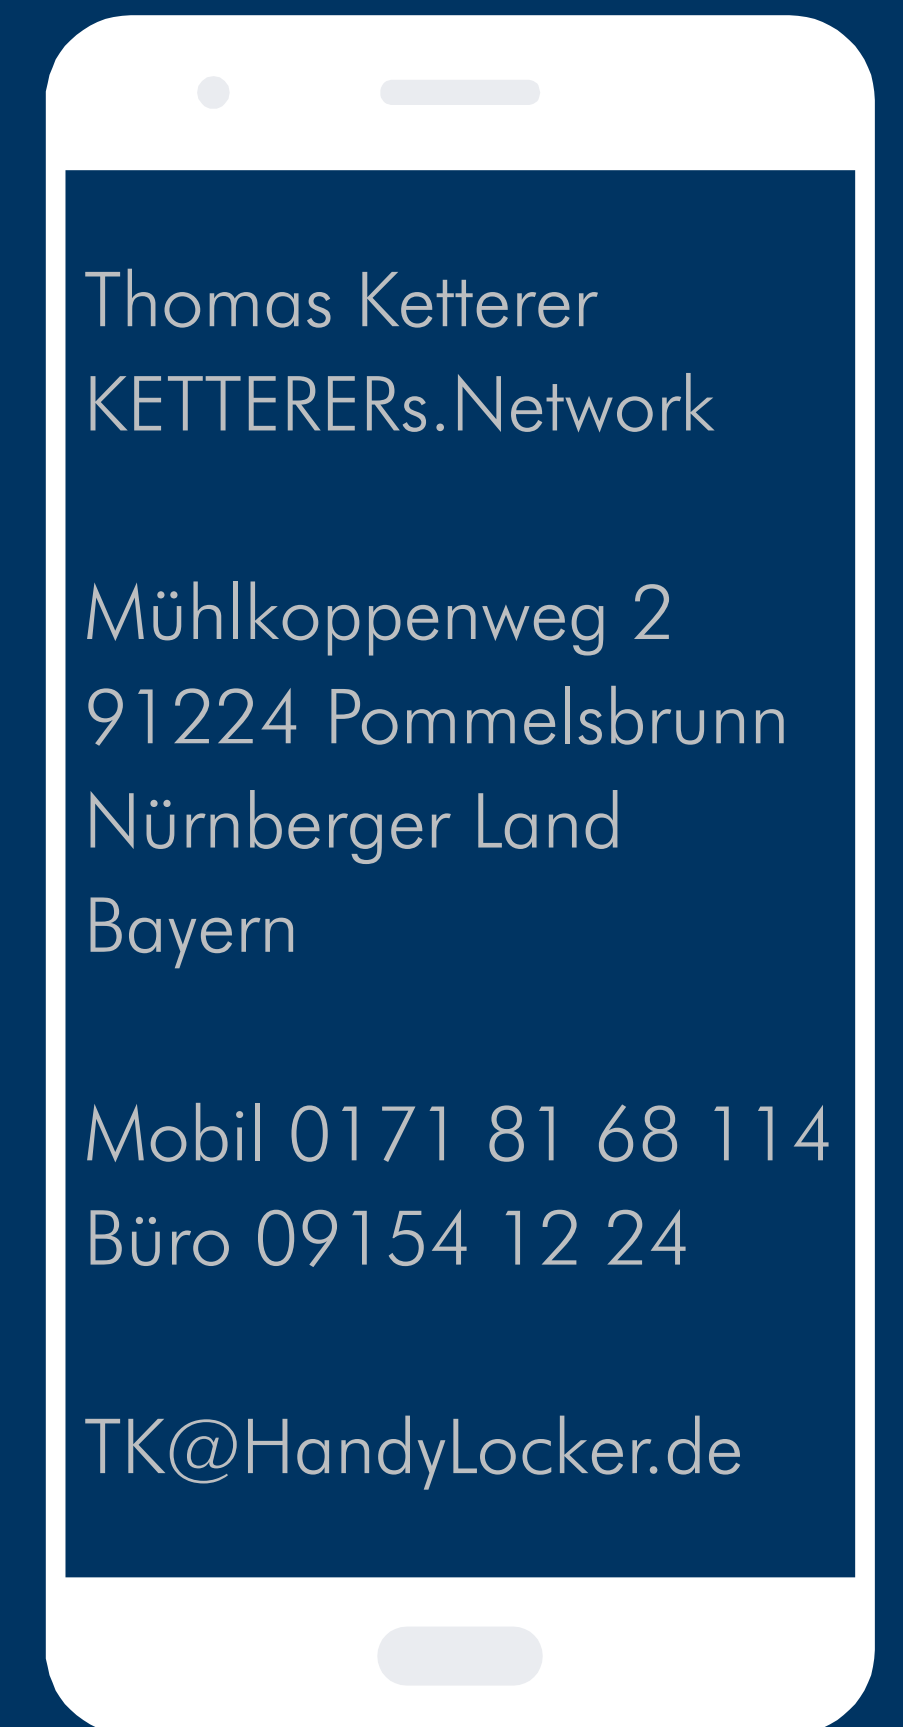 Thomas Ketterer
KETTERERs.Network
Mühlkoppenweg 2
91224 Pommelsbrunn
Nürnberger Land
Bayern
Mobil 0171 81 68 114
Büro 09154 12 24
TK@HandyLocker.de